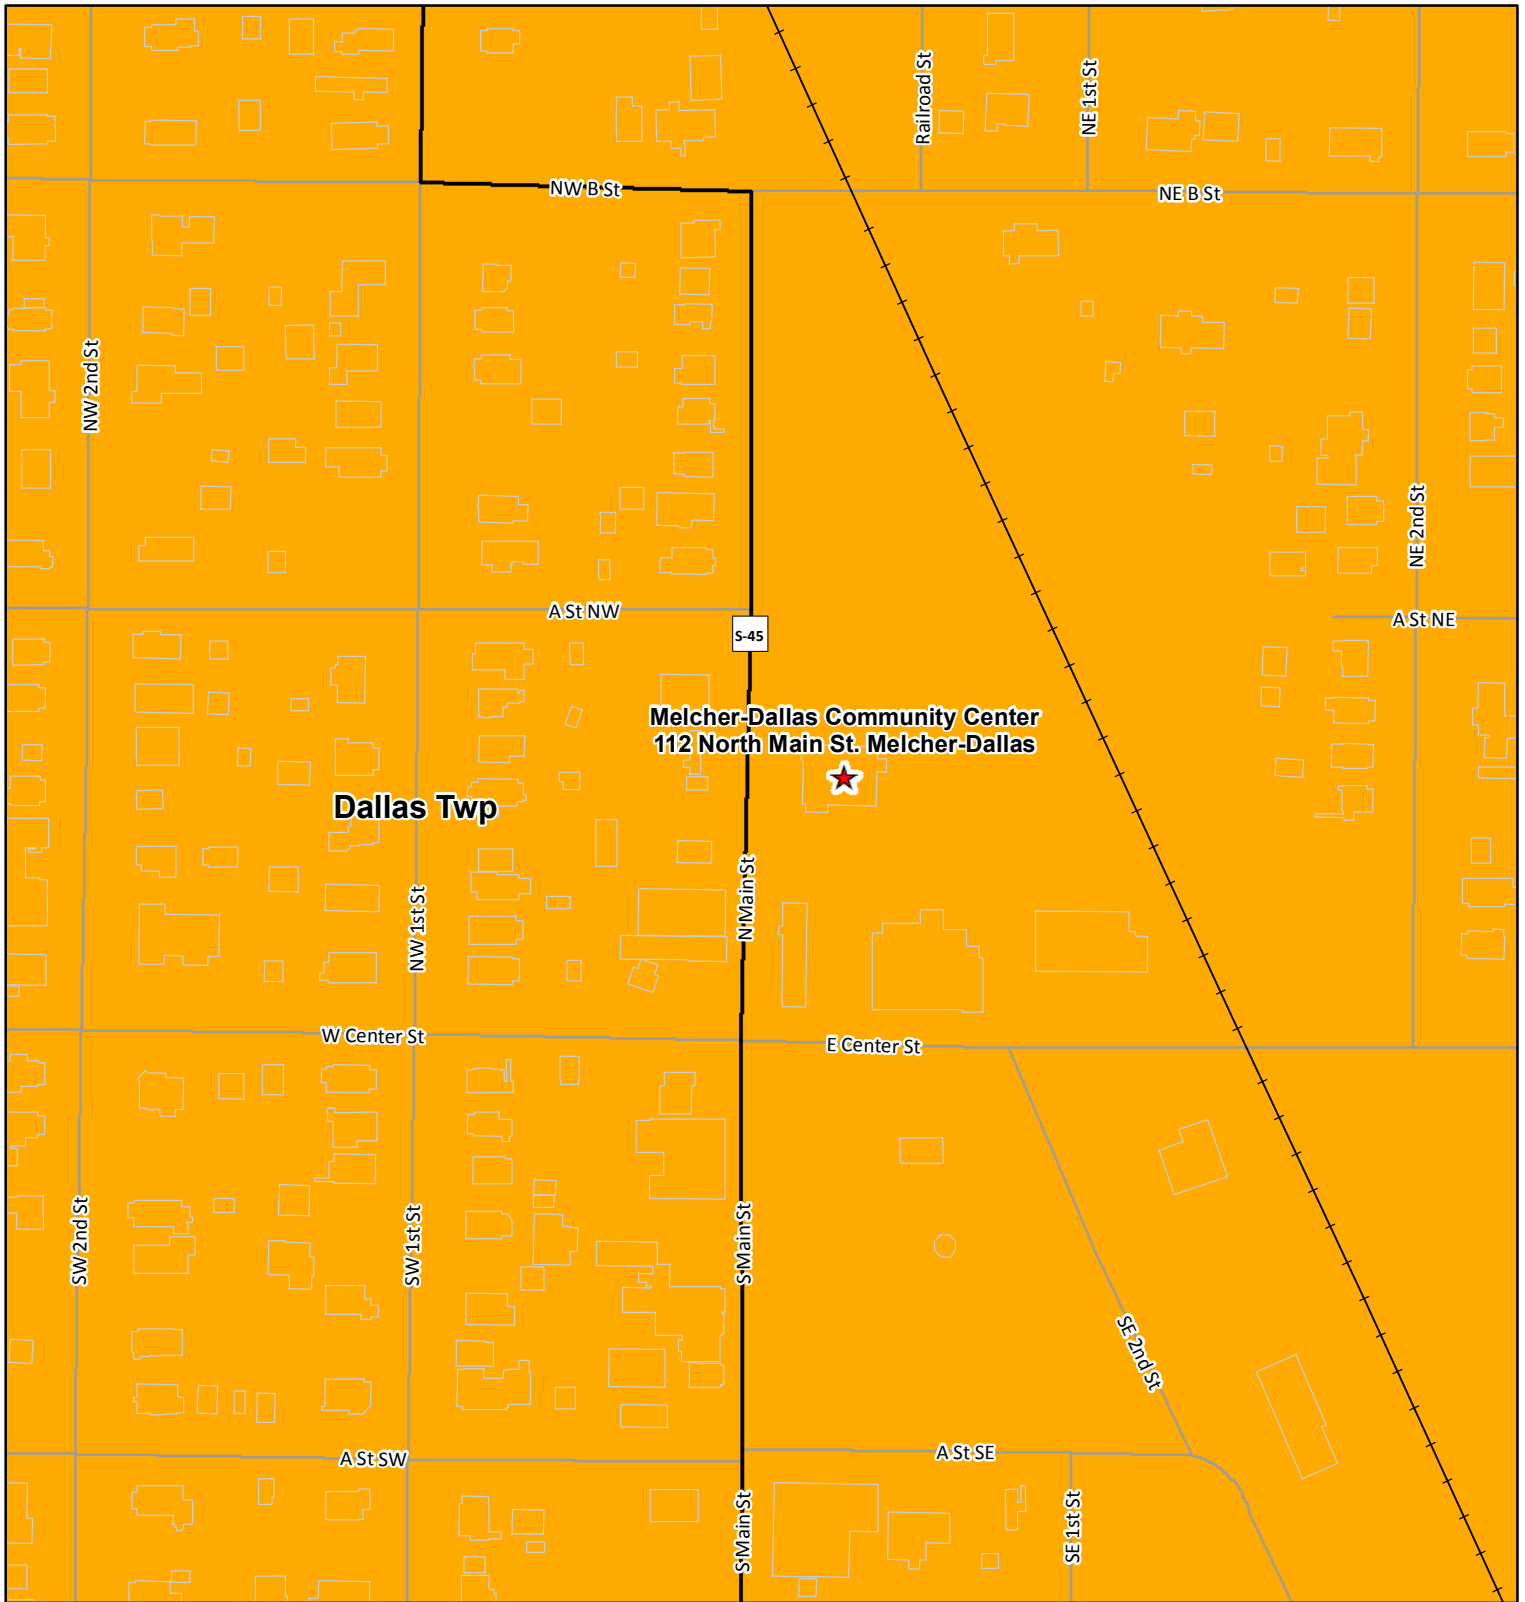 Railroad St
NE 1st St
NW B St
NE B St
NW 2nd St
NE 2nd St
A St NW
A St NE
S-45
Melcher-Dallas Community Center
112 North Main St. Melcher-Dallas
Dallas Twp
N Main St
NW 1st St
W Center St
E Center St
SW 2nd St
SW 1st St
S Main St
SE 2nd St
A St SW
A St SE
S Main St
SE 1st St